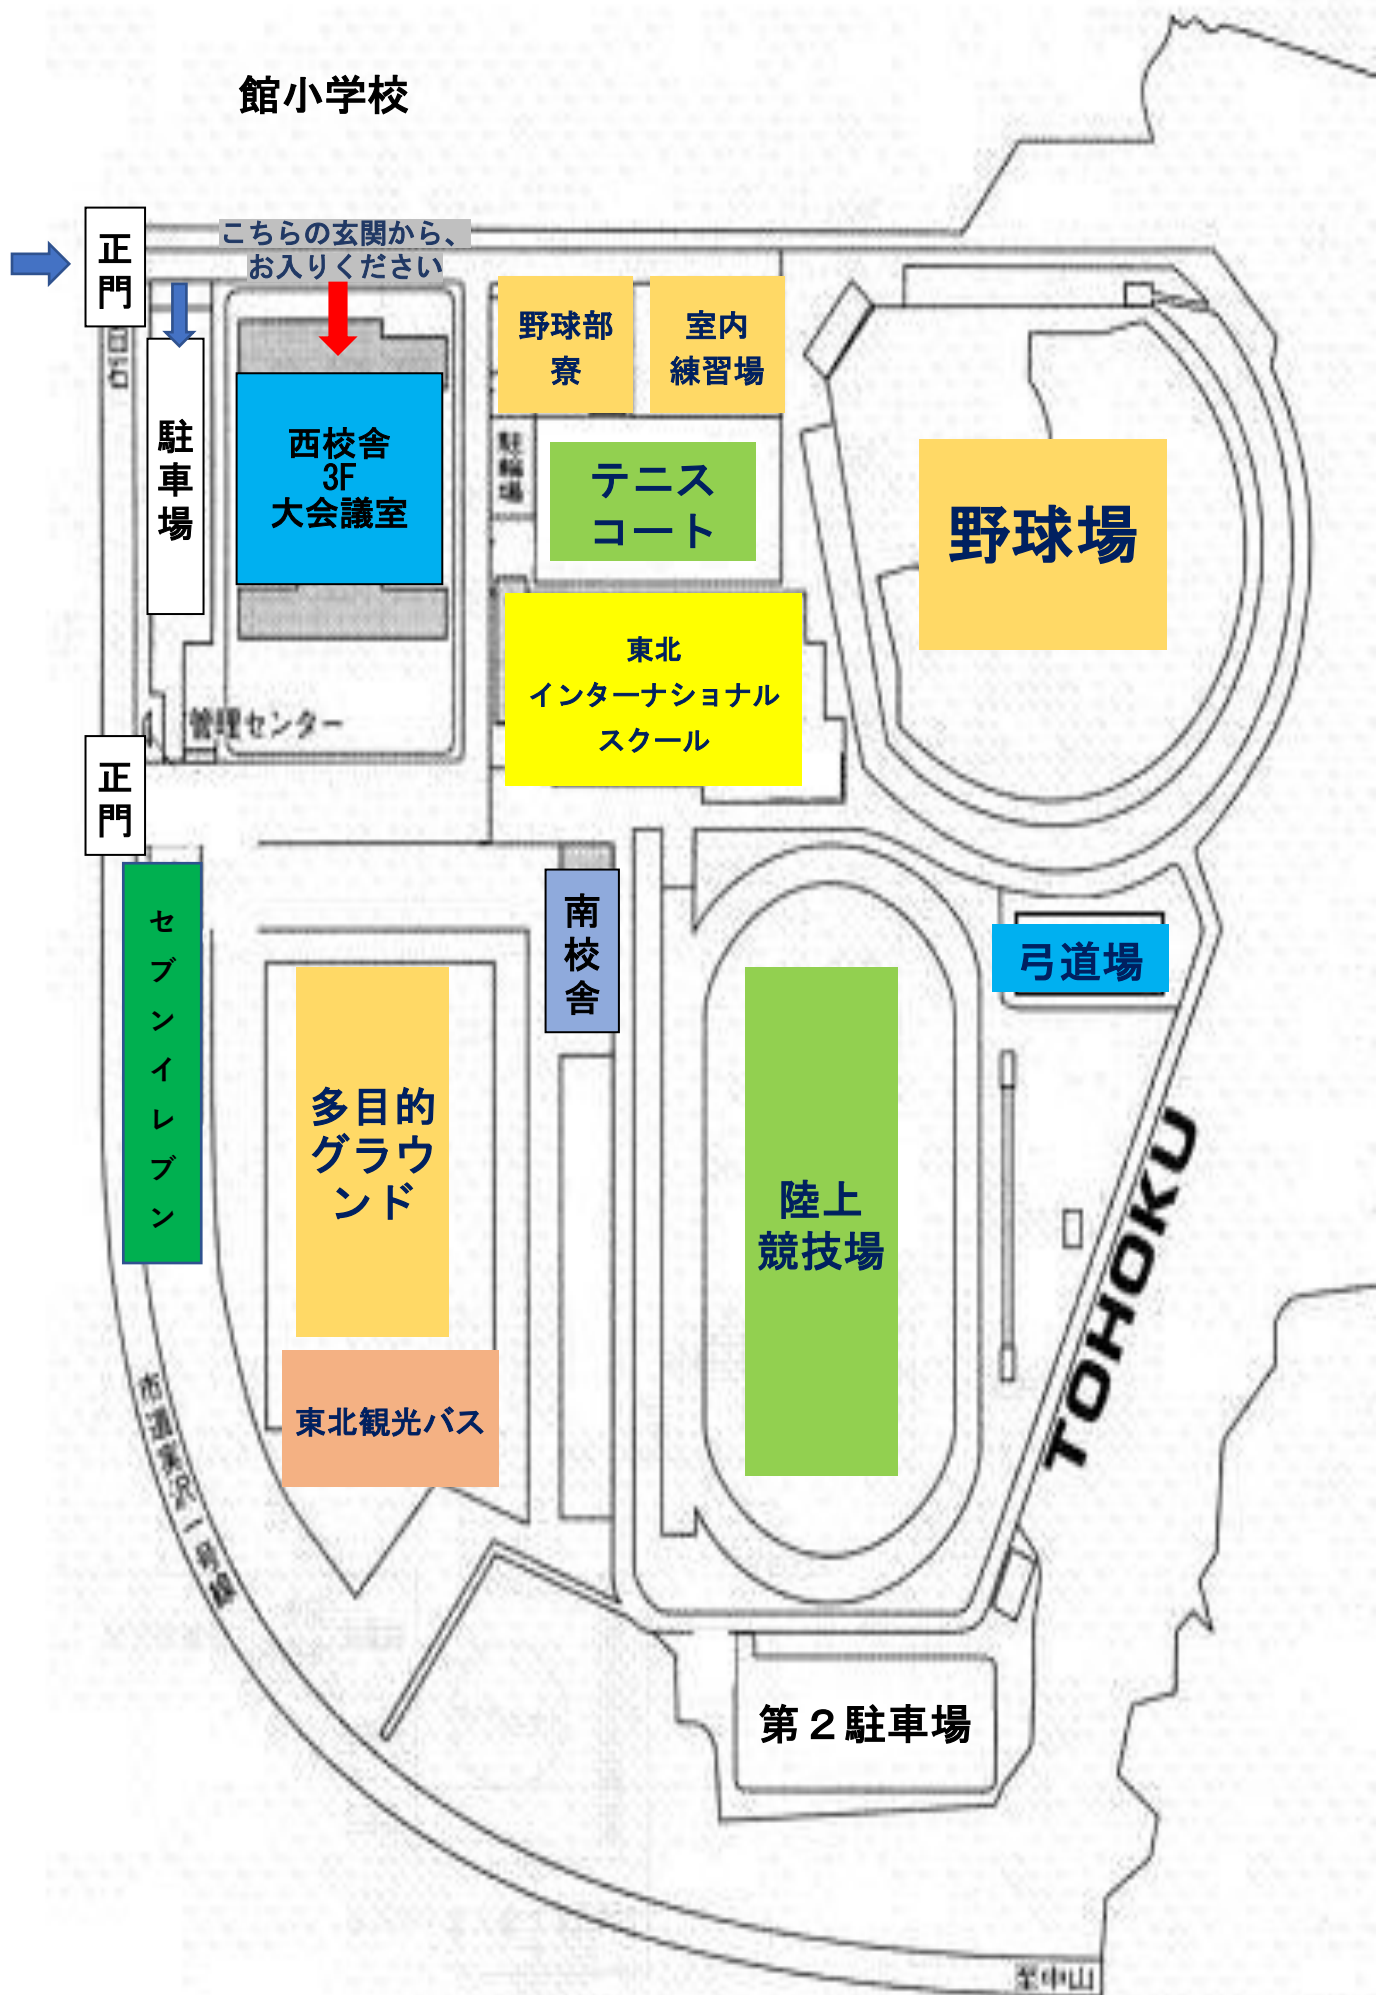 館小学校
正門
こちらの玄関から、
お入りください
野球部
寮
室内
練習場
駐車場
西校舎
3F
大会議室
駐輪場
テニス
コート
野球場
東北
インターナショナル
スクール
管理センター
正門
セブンイレブン
南校舎
弓道場
多目的
グラウ
ンド
陸上
競技場
TOHOKU
東北観光バス
第２駐車場
至中山